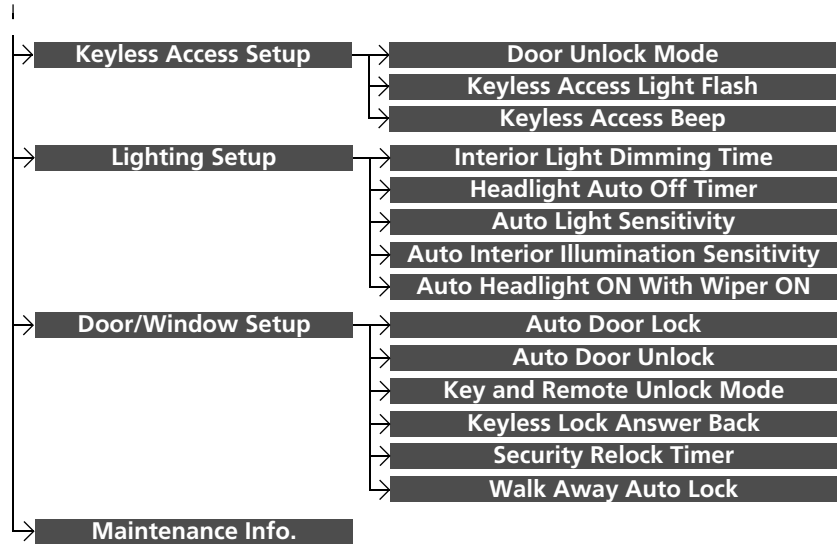 Keyless Access Setup
Door Unlock Mode
Keyless Access Light Flash
Keyless Access Beep
Lighting Setup
Interior Light Dimming Time
Headlight Auto Off Timer
Auto Light Sensitivity
Auto Interior Illumination Sensitivity
Auto Headlight ON With Wiper ON
Door/Window Setup
Auto Door Lock
Auto Door Unlock
Key and Remote Unlock Mode
Keyless Lock Answer Back
Security Relock Timer
Walk Away Auto Lock
Maintenance Info.